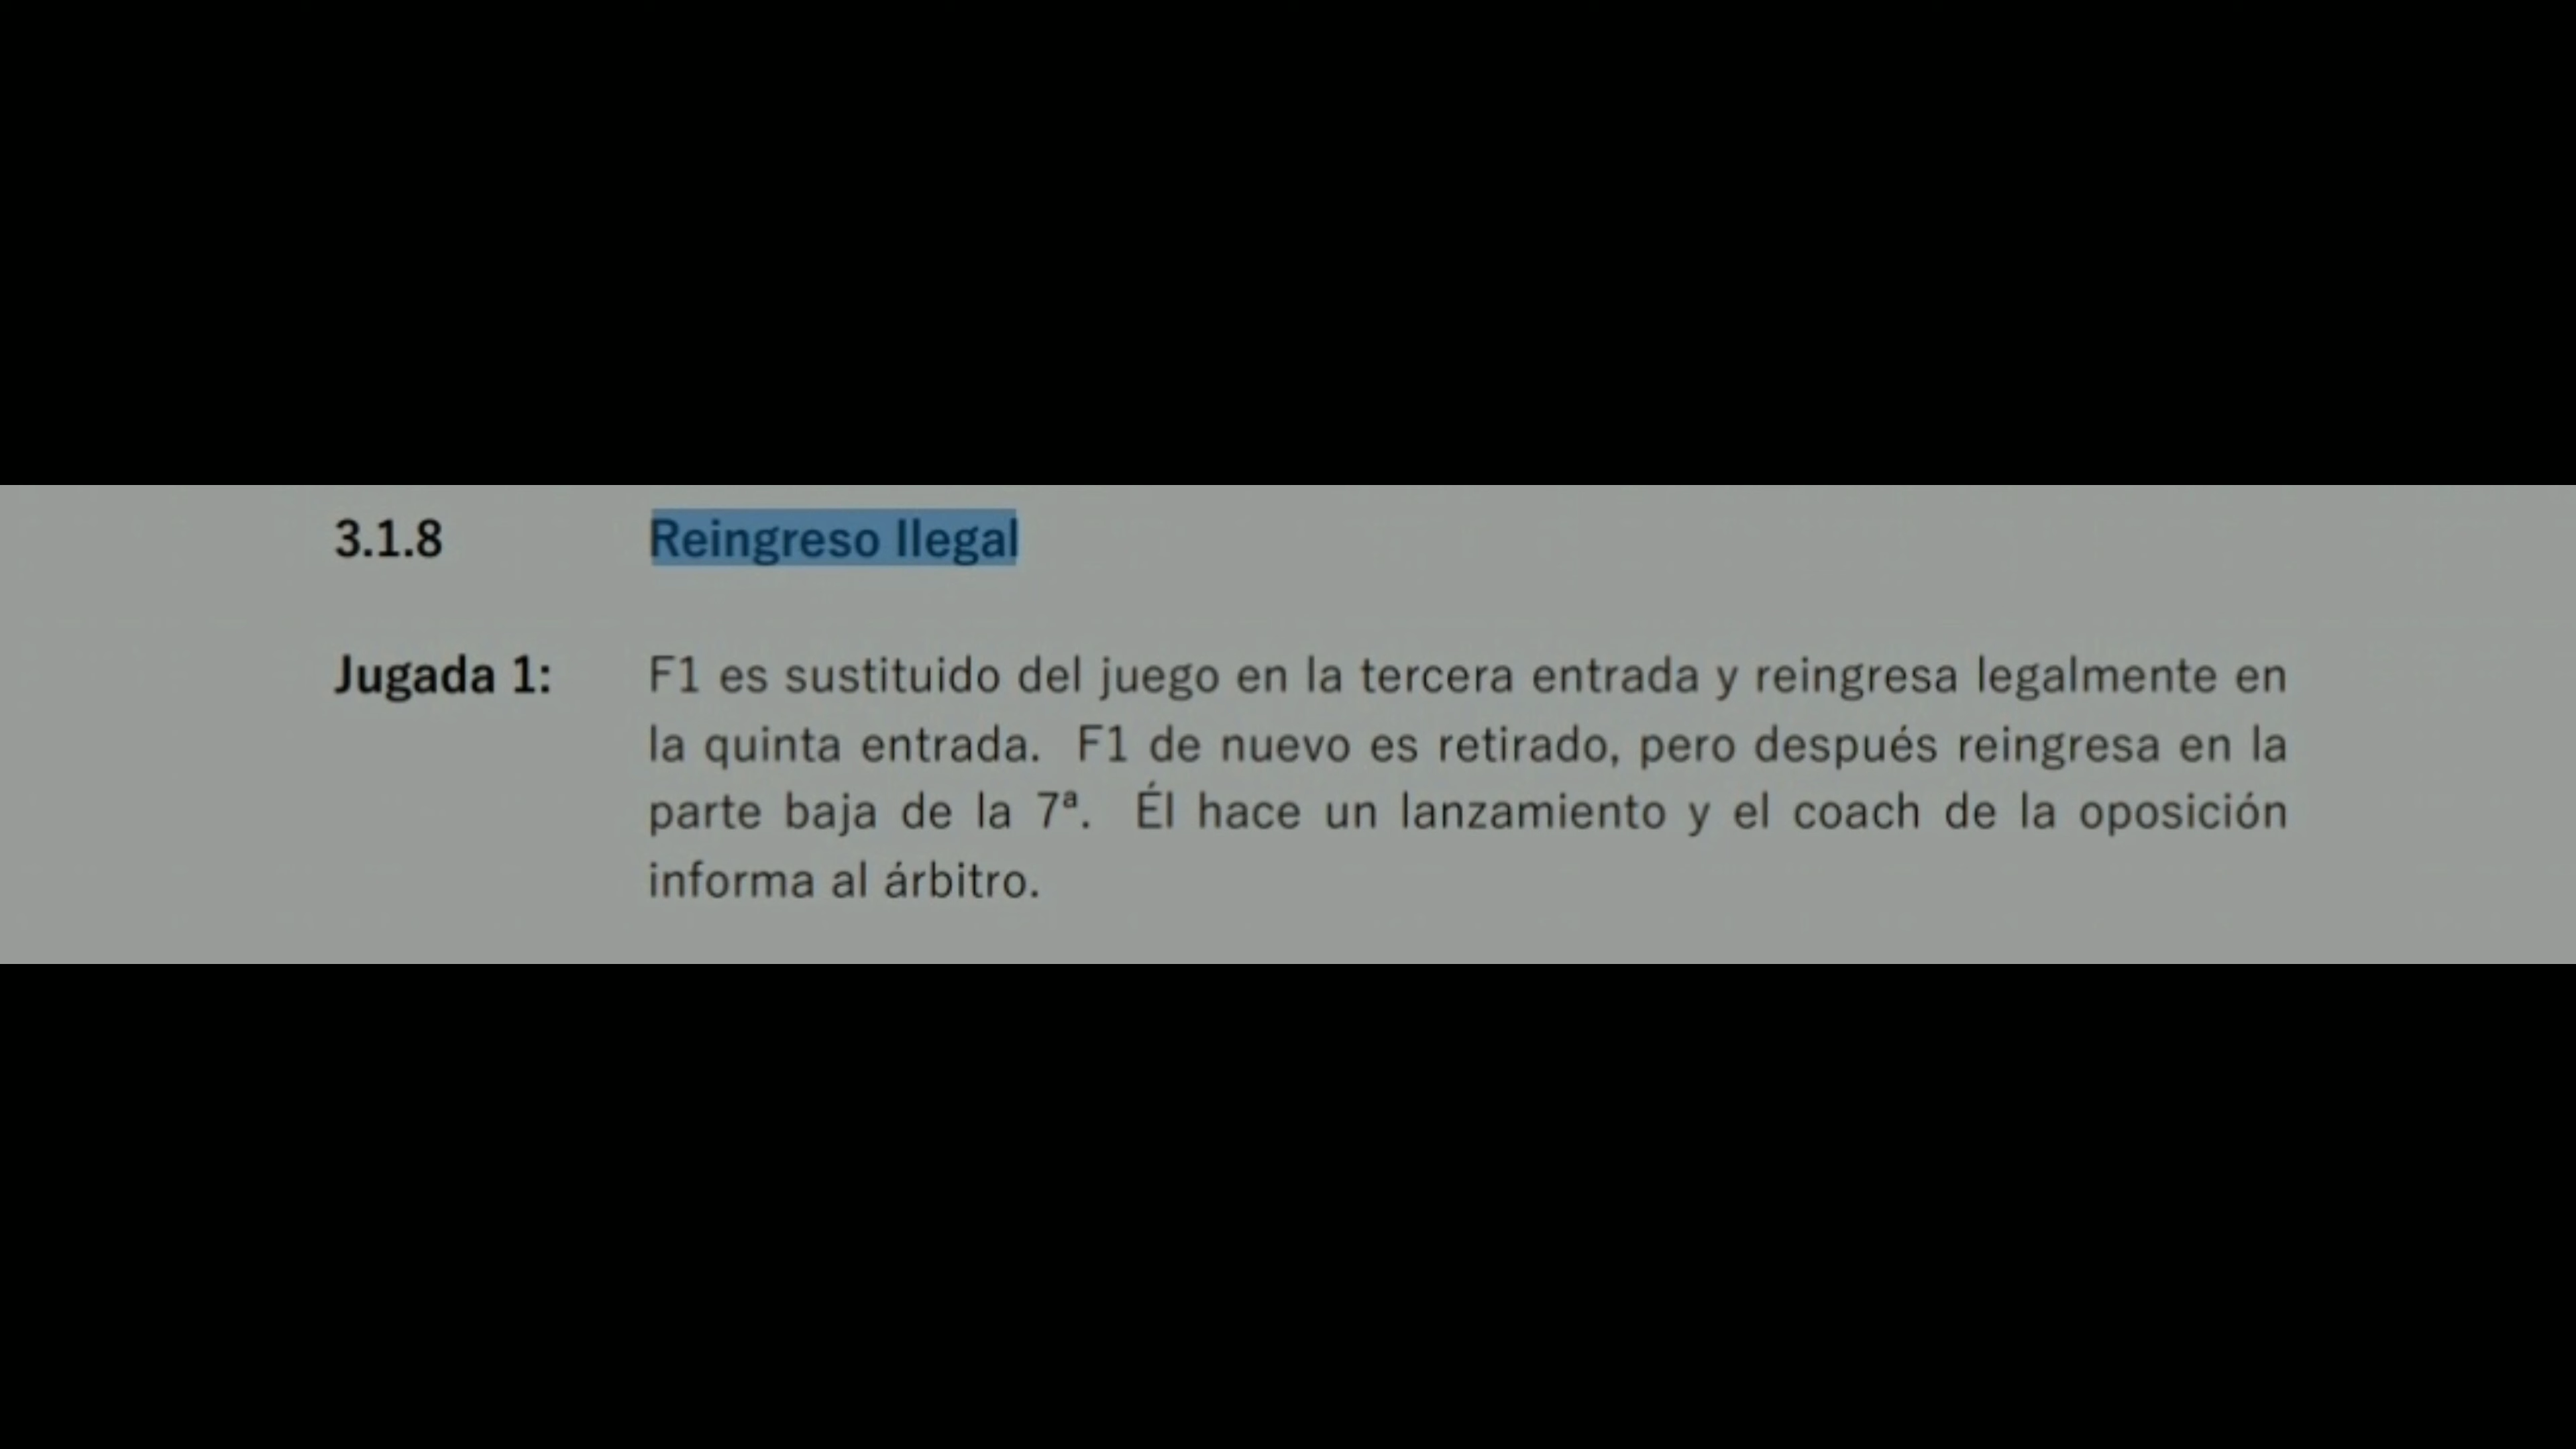 3.1.8 Reingreso Ilegal
Jugada 1: F1 es sustituido del juego en la tercera entrada y reingresa legalmente en
la quinta entrada. F1 de nuevo es retirado, pero después reingresa en la
parte baja de la 7ª. Él hace un lanzamiento y el coach de la oposición
informa al árbitro.